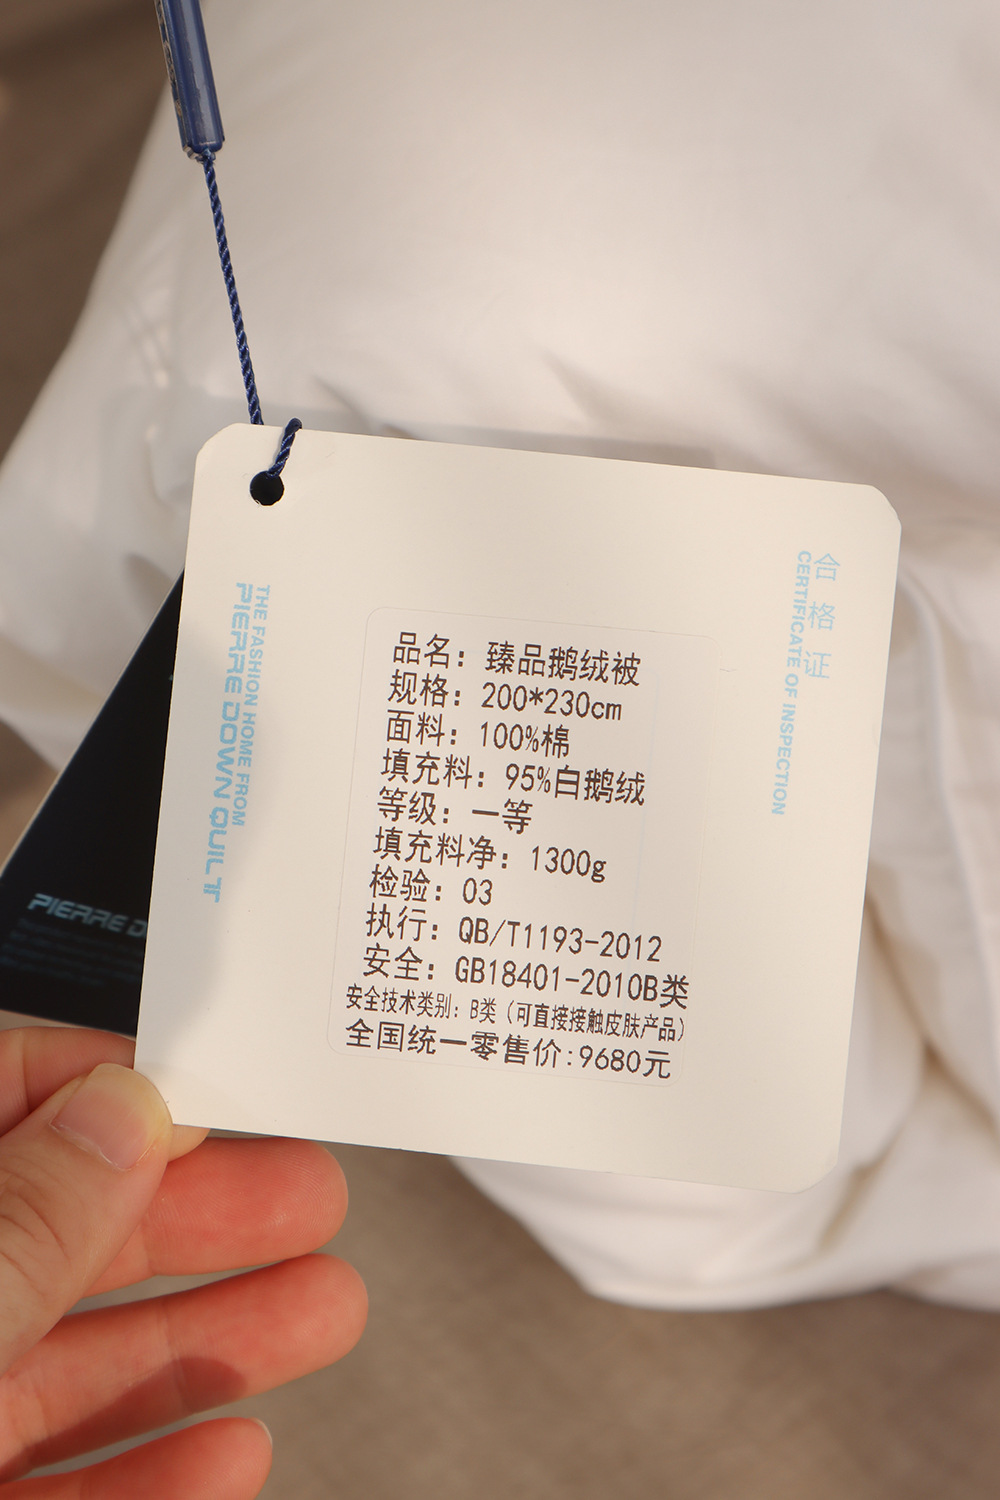 THE FASHION HOME FROM
PIERRE DOWN QUILT
合格证
CERTIFICATE OF INSPECTION
品名：臻品鹅绒被
规格：200*230cm
面料：100%棉
填充料：95%白鹅绒
等级：一等
填充料净：1300g
检验：03
执行：QB/T1193-2012
安全：GB18401-2010B类
安全技术类别：B类（可直接接触皮肤产品）
全国统一零售价:9680元
PIERRE D